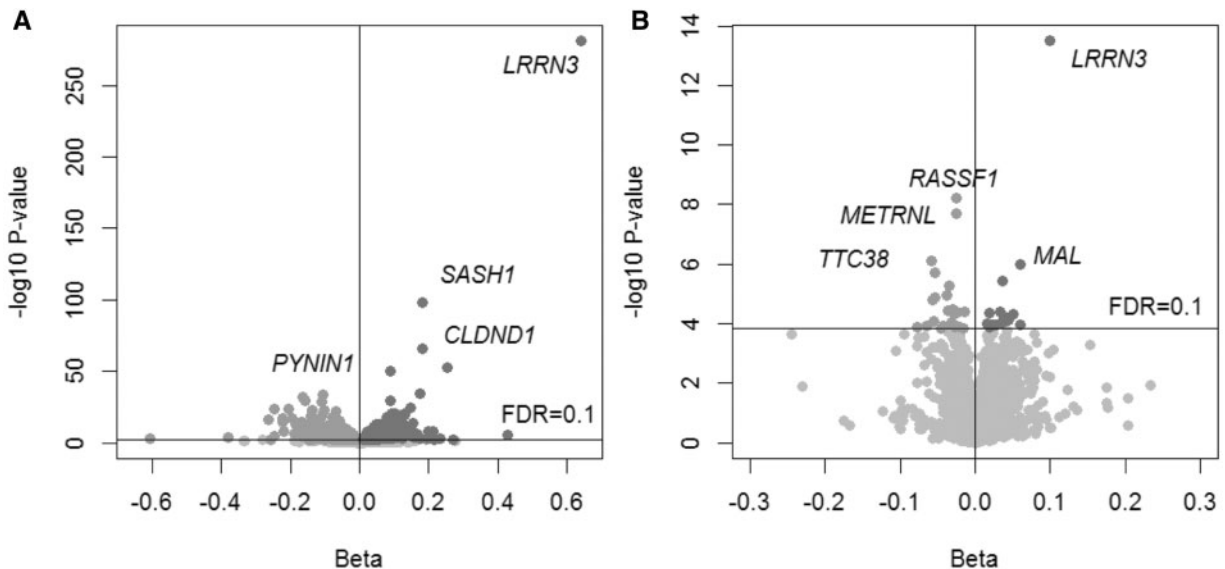 A
LRRN3
SASH1
CLDND1
PYNIN1
FDR=0.1
-log10 P-value
250
200
150
100
50
0
-0.6
-0.4
-0.2
0.0
0.2
0.4
0.6
Beta
B
LRRN3
RASSF1
METRNL
TTC38
MAL
FDR=0.1
-log10 P-value
14
12
10
8
6
4
2
0
-0.3
-0.2
-0.1
0.0
0.1
0.2
0.3
Beta